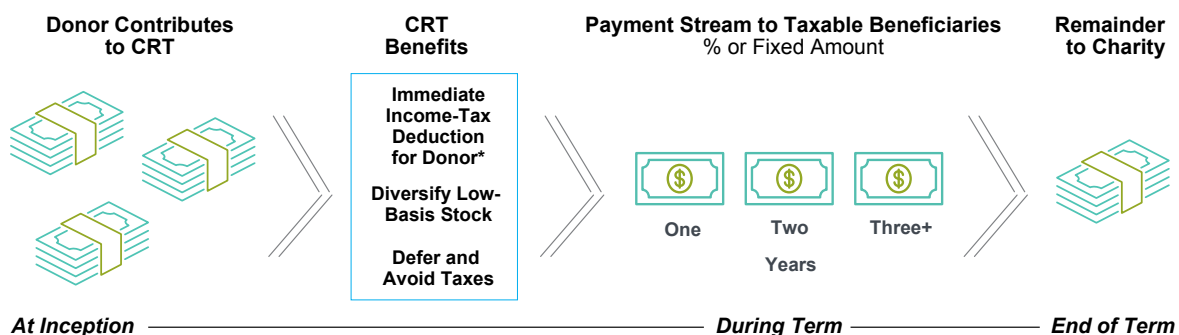 Donor Contributes
to CRT
CRT
Benefits
Payment Stream to Taxable Beneficiaries
% or Fixed Amount
Remainder
to Charity
Immediate
Income-Tax
Deduction
for Donor*
Diversify Low-
Basis Stock
Defer and
Avoid Taxes
$ $ $
One Two Three+
Years
At Inception During Term End of Term